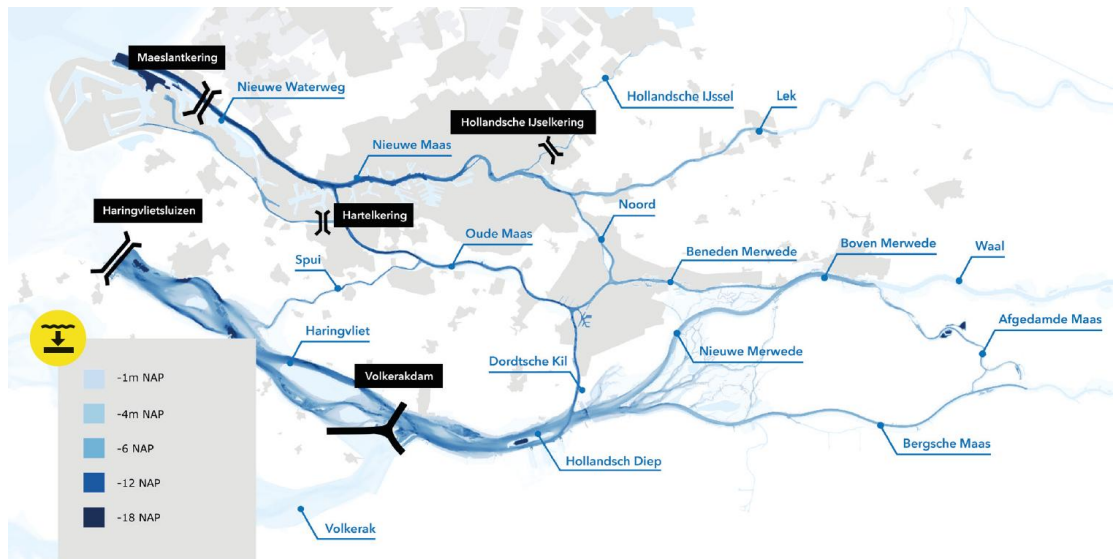 Maeslantkering
Nieuwe Waterweg
Hollandsche IJssel
Lek
Hollandsche IJselkering
Nieuwe Maas
Haringvlietsluizen
Hartelkering
Noord
Oude Maas
Beneden Merwede
Boven Merwede
Waal
Spui
Afgedamde Maas
Haringvliet
Dordtsche Kil
Nieuwe Merwede
Volkerakdam
Bergsche Maas
Hollandsch Diep
Volkerak
-1m NAP
-4m NAP
-6 NAP
-12 NAP
-18 NAP